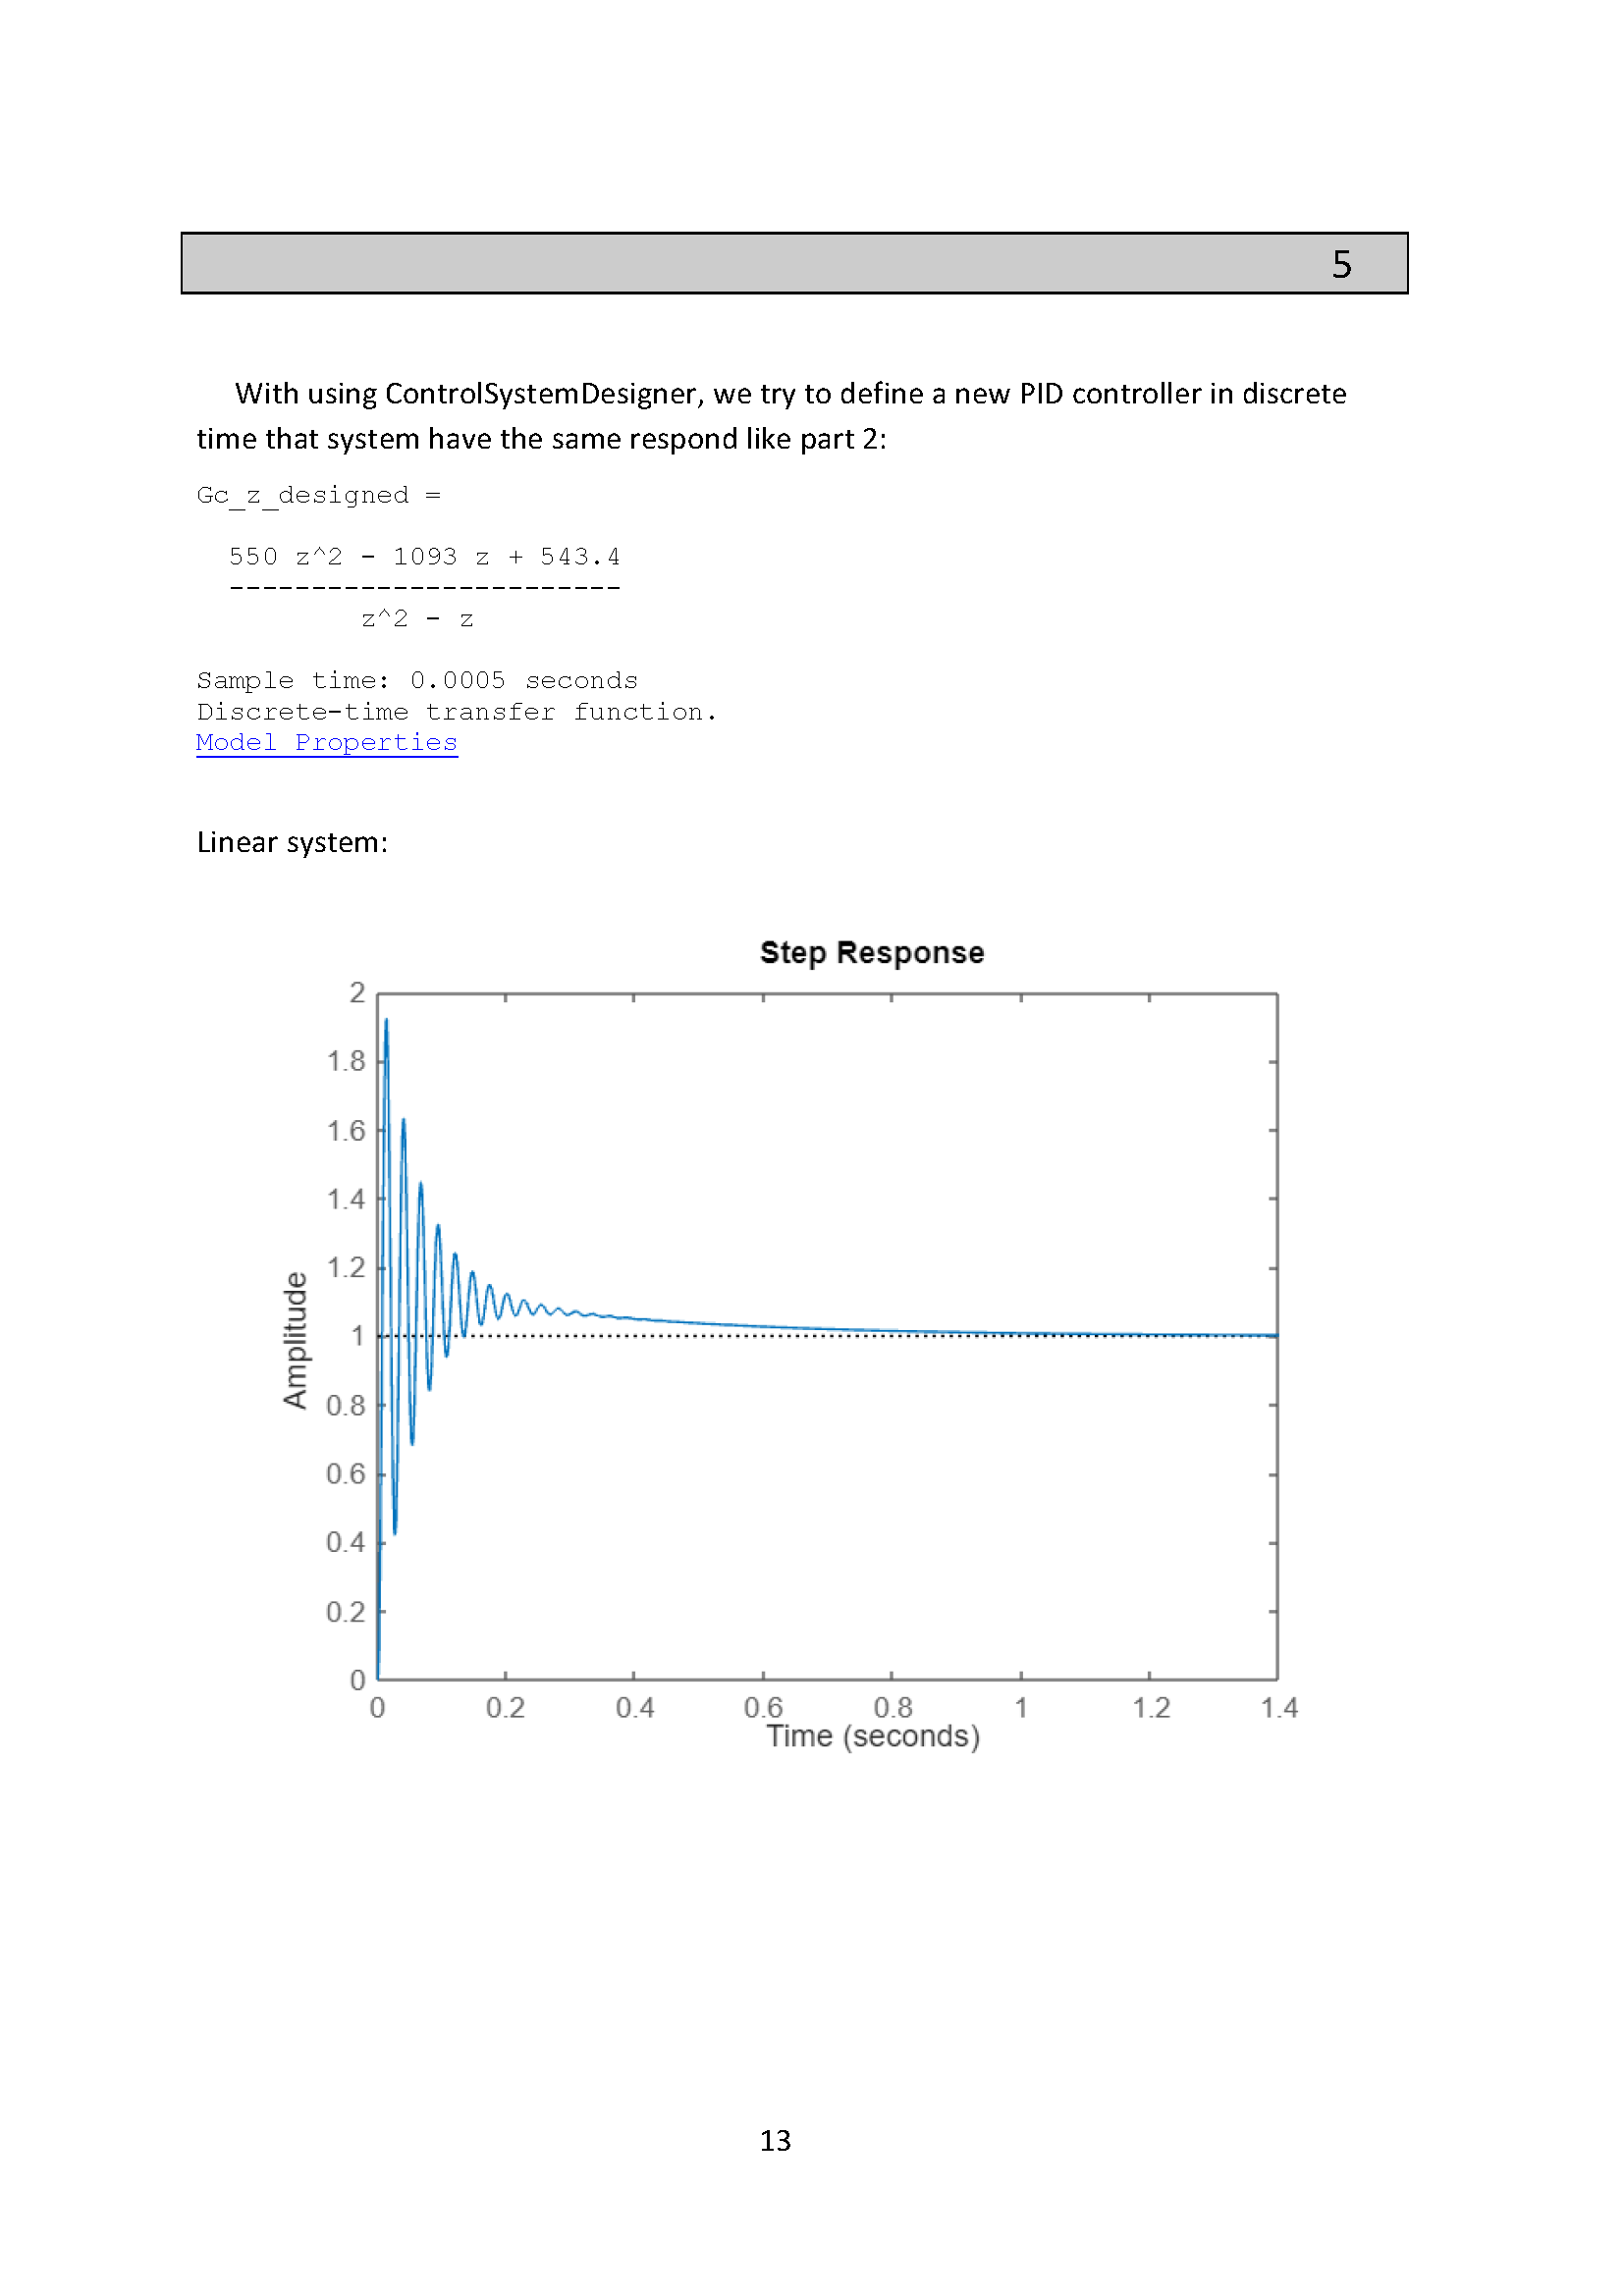 5
With using ControlSystemDesigner, we try to define a new PID controller in discrete
time that system have the same respond like part 2:
Gc_z_designed =
550 z^2 - 1093 z + 543.4
------------------------
z^2 - z
Sample time: 0.0005 seconds
Discrete-time transfer function.
Model Properties
Linear system:
Step Response
2
1.8
1.6
1.4
1.2
1
0.8
0.6
0.4
0.2
0
Amplitude
0 0.2 0.4 0.6 0.8 1 1.2 1.4
Time (seconds)
13